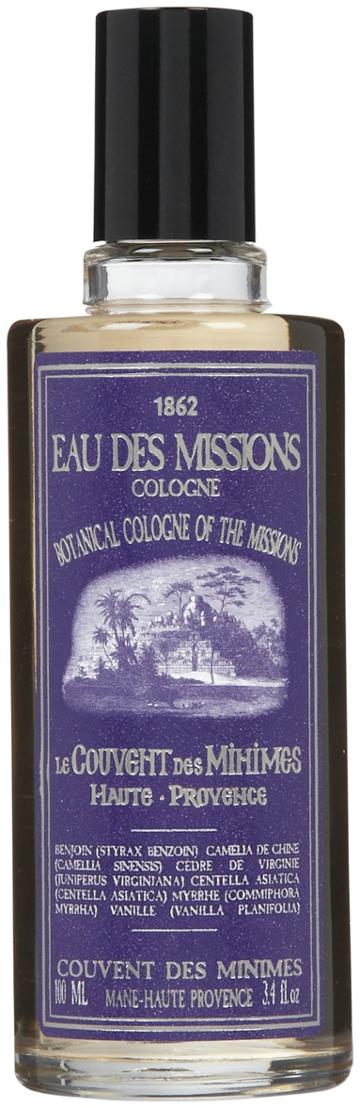 1862
EAU DES MISSIONS
COLOGNE
BOTANICAL COLOGNE OF THE MISSIONS
LE COUVENT DES MINIMES
HAUTE · PROVENCE
BENJOIN (STYRAX BENZOIN) CAMELIA DE CHINE
(CAMELLIA SINENSIS) CÈDRE DE VIRGINIE
(JUNIPERUS VIRGINIANA) CENTELLA ASIATICA
(CENTELLA ASIATICA) MYRRHE (COMMIPHORA
MYRRHA) VANILLE (VANILLA PLANIFOLIA)
COUVENT DES MINIMES
100 ML MANE-HAUTE PROVENCE 3.4 fl.oz